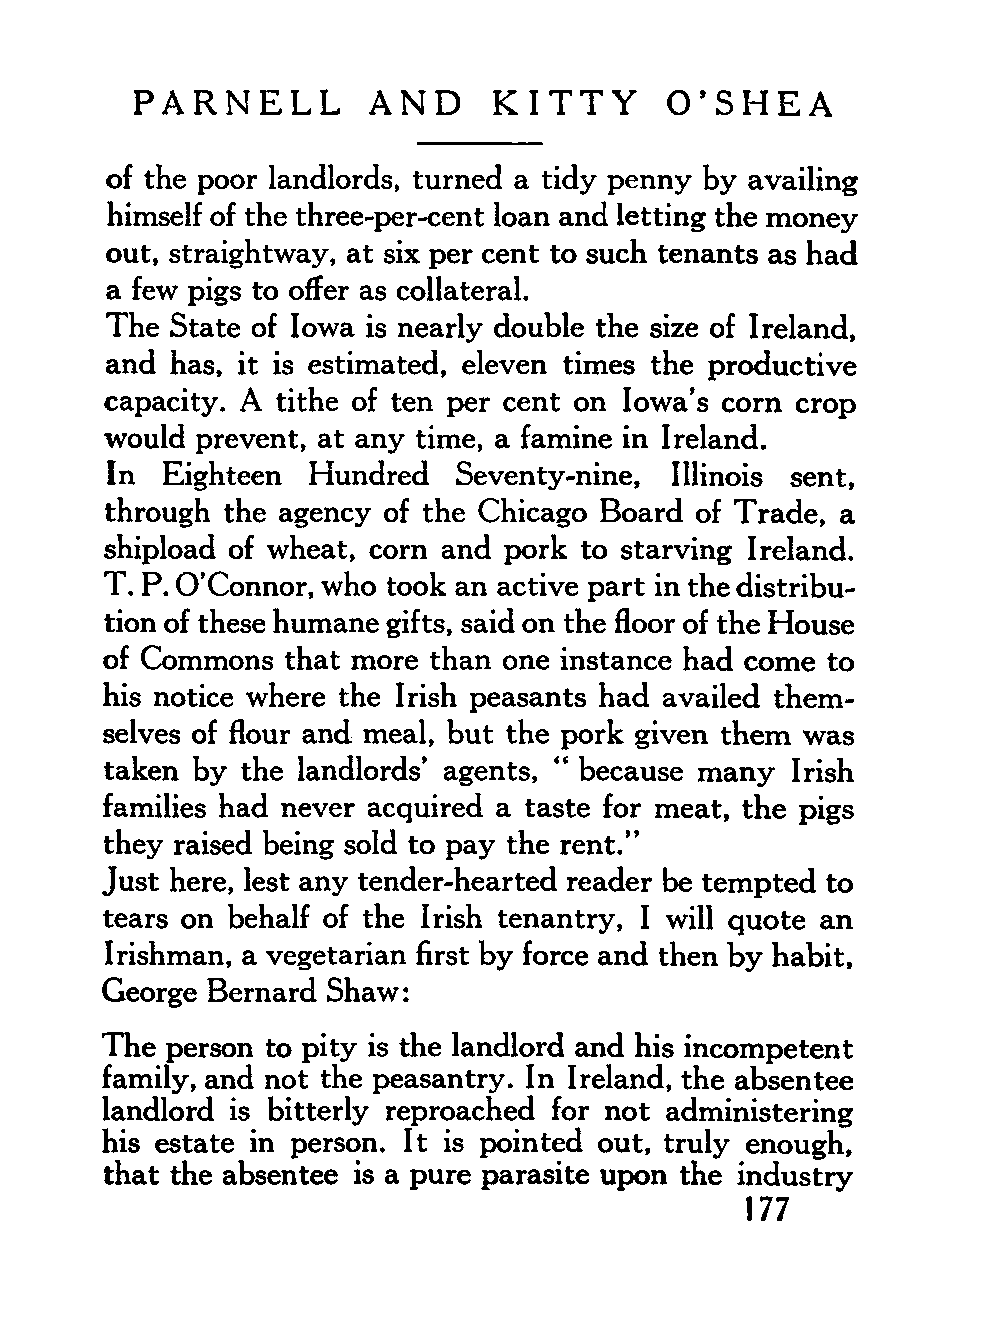 PARNELL AND KITTY O'SHEA
of the poor landlords, turned a tidy penny by availing
himself of the three-per-cent loan and letting the money
out, straightway, at six per cent to such tenants as had
a few pigs to offer as collateral.
The State of Iowa is nearly double the size of Ireland,
and has, it is estimated, eleven times the productive
capacity. A tithe of ten per cent on Iowa's corn crop
would prevent, at any time, a famine in Ireland.
In Eighteen Hundred Seventy-nine, Illinois sent,
through the agency of the Chicago Board of Trade, a
shipload of wheat, corn and pork to starving Ireland.
T. P. O'Connor, who took an active part in the distribu-
tion of these humane gifts, said on the floor of the House
of Commons that more than one instance had come to
his notice where the Irish peasants had availed them-
selves of flour and meal, but the pork given them was
taken by the landlords' agents, " because many Irish
families had never acquired a taste for meat, the pigs
they raised being sold to pay the rent."
Just here, lest any tender-hearted reader be tempted to
tears on behalf of the Irish tenantry, I will quote an
Irishman, a vegetarian first by force and then by habit,
George Bernard Shaw:
The person to pity is the landlord and his incompetent
family, and not the peasantry. In Ireland, the absentee
landlord is bitterly reproached for not administering
his estate in person. It is pointed out, truly enough,
that the absentee is a pure parasite upon the industry
177